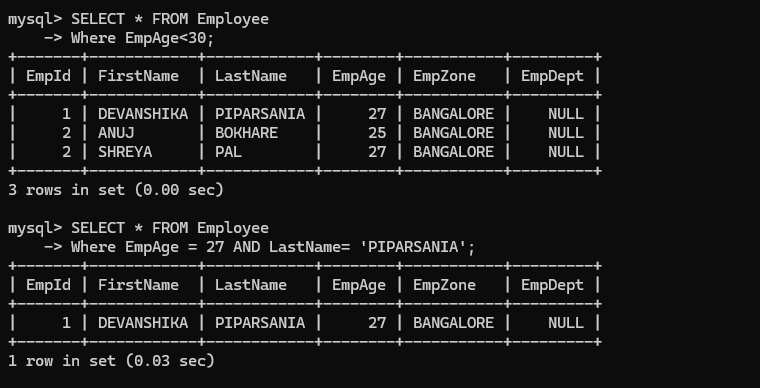 mysql> SELECT * FROM Employee
    -> Where EmpAge<30;
+-------+------------+------------+--------+-----------+---------+
| EmpId | FirstName  | LastName   | EmpAge | EmpZone   | EmpDept |
+-------+------------+------------+--------+-----------+---------+
|     1 | DEVANSHIKA | PIPARSANIA |     27 | BANGALORE |    NULL |
|     2 | ANUJ       | BOKHARE    |     25 | BANGALORE |    NULL |
|     2 | SHREYA     | PAL        |     27 | BANGALORE |    NULL |
+-------+------------+------------+--------+-----------+---------+
3 rows in set (0.00 sec)

mysql> SELECT * FROM Employee
    -> Where EmpAge = 27 AND LastName= 'PIPARSANIA';
+-------+------------+------------+--------+-----------+---------+
| EmpId | FirstName  | LastName   | EmpAge | EmpZone   | EmpDept |
+-------+------------+------------+--------+-----------+---------+
|     1 | DEVANSHIKA | PIPARSANIA |     27 | BANGALORE |    NULL |
+-------+------------+------------+--------+-----------+---------+
1 row in set (0.03 sec)